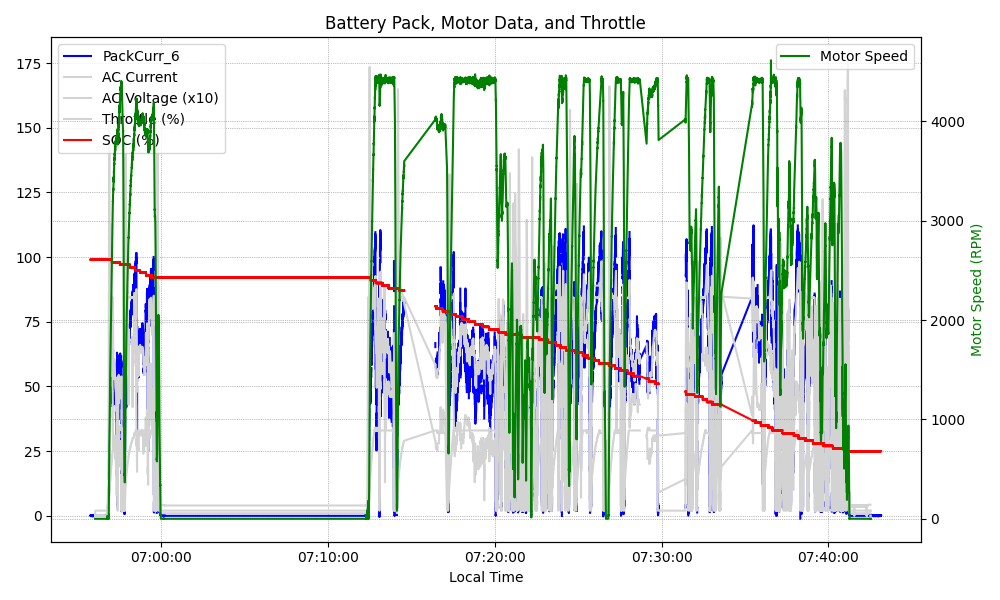 Battery Pack, Motor Data, and Throttle
PackCurr_6
AC Current
AC Voltage (x10)
Throttle (%)
SOC (%)
Motor Speed
175
150
125
100
75
50
25
0
4000
3000
2000
1000
0
Motor Speed (RPM)
07:00:00
07:10:00
07:20:00
07:30:00
07:40:00
Local Time